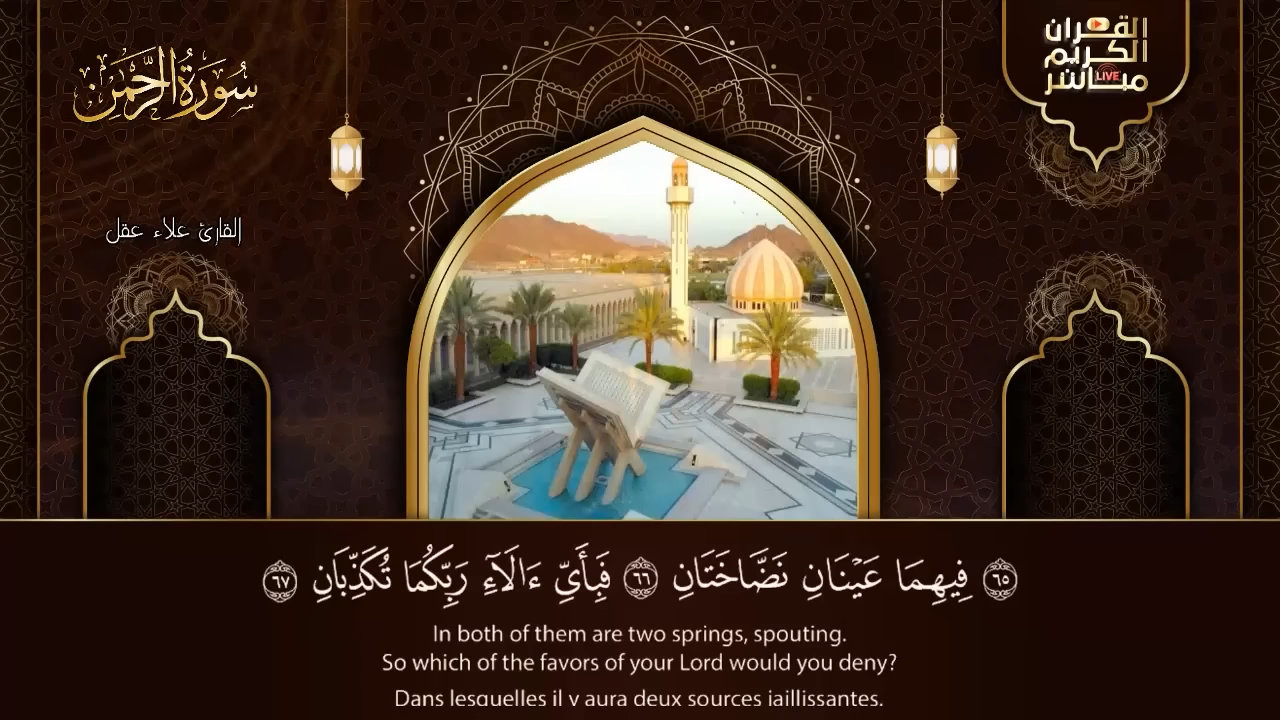 سُورَةُ الرَّحْمَن
القرآن
الكريم
مباشر
LIVE
القارئ علاء عقل
٦٥ فِيهِمَا عَيْنَانِ نَضَّاخَتَانِ ٦٦ فَبِأَيِّ ءَالَآءِ رَبِّكُمَا تُكَذِّبَانِ ٦٧
In both of them are two springs, spouting.
So which of the favors of your Lord would you deny?
Dans lesquelles il y aura deux sources jaillissantes.